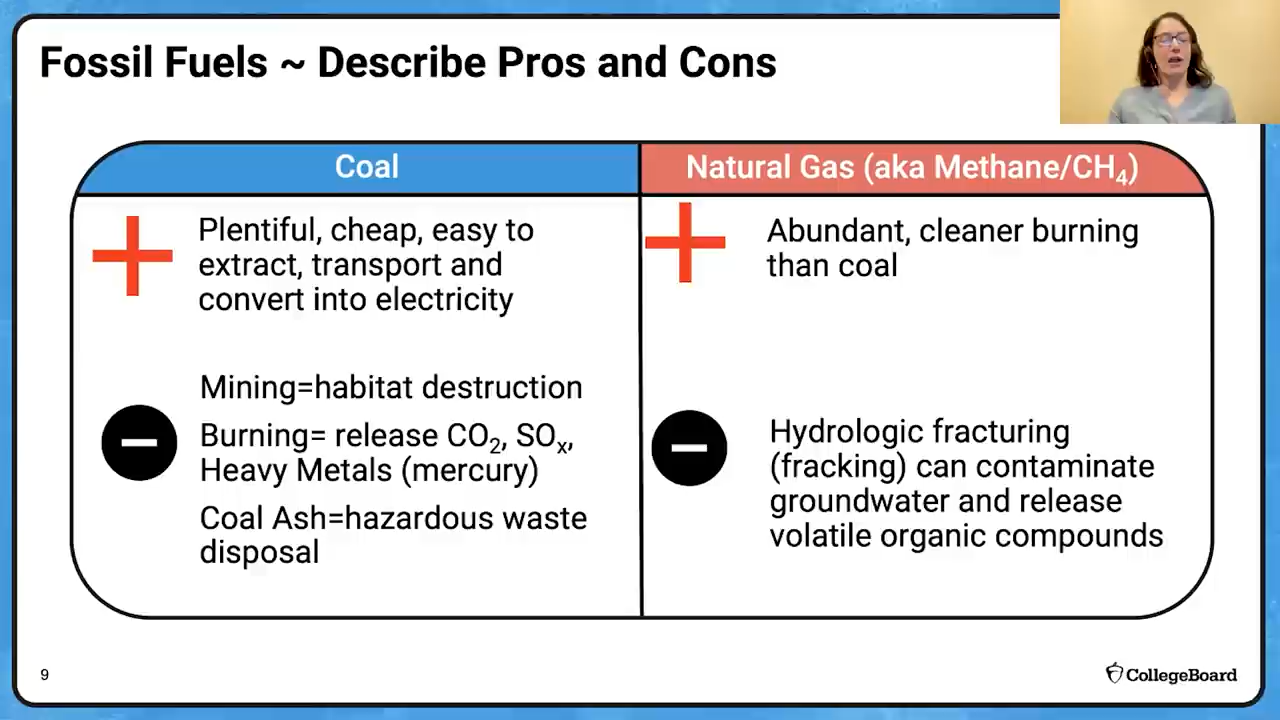 Fossil Fuels ~ Describe Pros and Cons
Coal
Natural Gas (aka Methane/CH₄)
Plentiful, cheap, easy to
extract, transport and
convert into electricity
Abundant, cleaner burning
than coal
Mining=habitat destruction
Burning= release CO₂, SOₓ,
Heavy Metals (mercury)
Coal Ash=hazardous waste
disposal
Hydrologic fracturing
(fracking) can contaminate
groundwater and release
volatile organic compounds
9
CollegeBoard